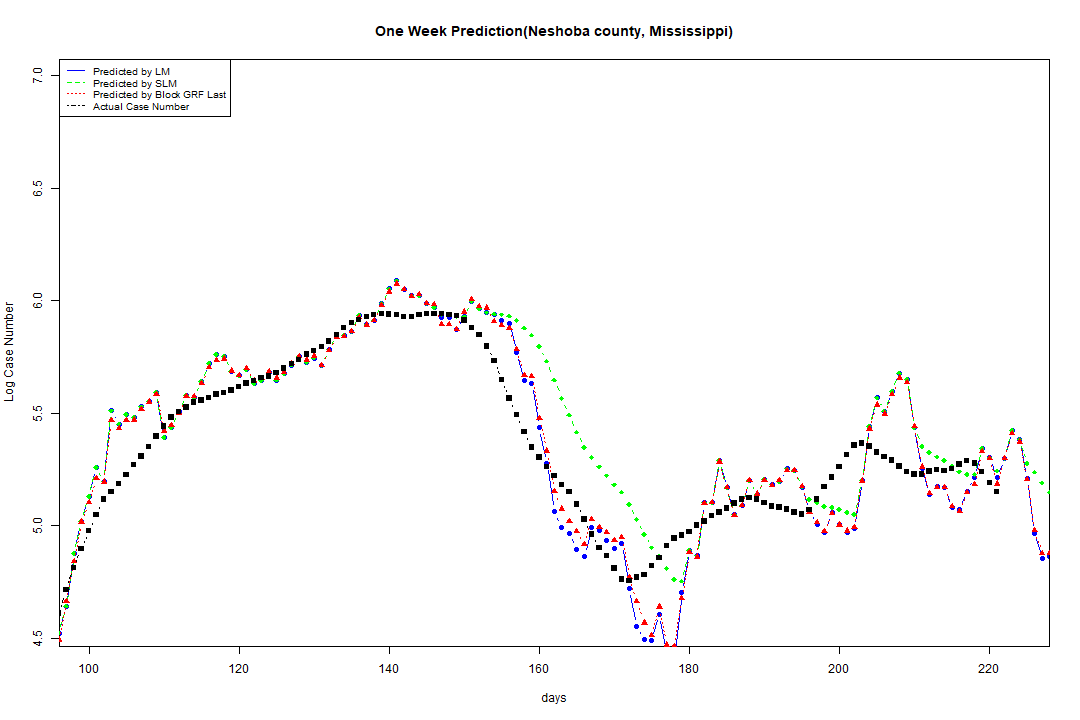 One Week Prediction(Neshoba county, Mississippi)
Predicted by LM
Predicted by SLM
Predicted by Block GRF Last
Actual Case Number
7.0
6.5
6.0
5.5
5.0
4.5
Log Case Number
100 120 140 160 180 200 220
days